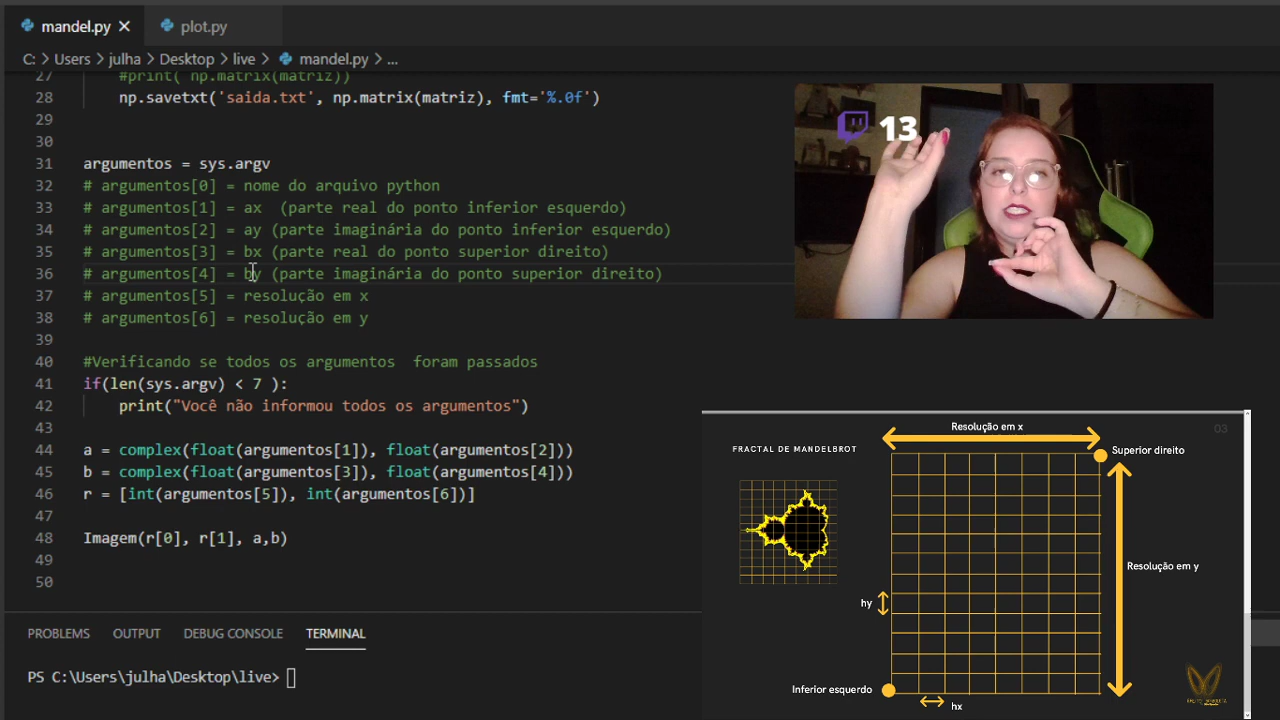 mandel.py
plot.py
C: > Users > julha > Desktop > live > mandel.py > ...
27 #print( np.matrix(matriz))
28 np.savetxt('saida.txt', np.matrix(matriz), fmt='%.0f')
29
30
31 argumentos = sys.argv
32 # argumentos[0] = nome do arquivo python
33 # argumentos[1] = ax  (parte real do ponto inferior esquerdo)
34 # argumentos[2] = ay (parte imaginária do ponto inferior esquerdo)
35 # argumentos[3] = bx (parte real do ponto superior direito)
36 # argumentos[4] = by (parte imaginária do ponto superior direito)
37 # argumentos[5] = resolução em x
38 # argumentos[6] = resolução em y
39
40 #Verificando se todos os argumentos  foram passados
41 if(len(sys.argv) < 7 ):
42 print("Você não informou todos os argumentos")
43
44 a = complex(float(argumentos[1]), float(argumentos[2]))
45 b = complex(float(argumentos[3]), float(argumentos[4]))
46 r = [int(argumentos[5]), int(argumentos[6])]
47
48 Imagem(r[0], r[1], a,b)
49
50
PROBLEMS OUTPUT DEBUG CONSOLE TERMINAL
PS C:\Users\julha\Desktop\live>
13
03
Resolução em x
FRACTAL DE MANDELBROT
Superior direito
Resolução em y
hy
Inferior esquerdo
hx